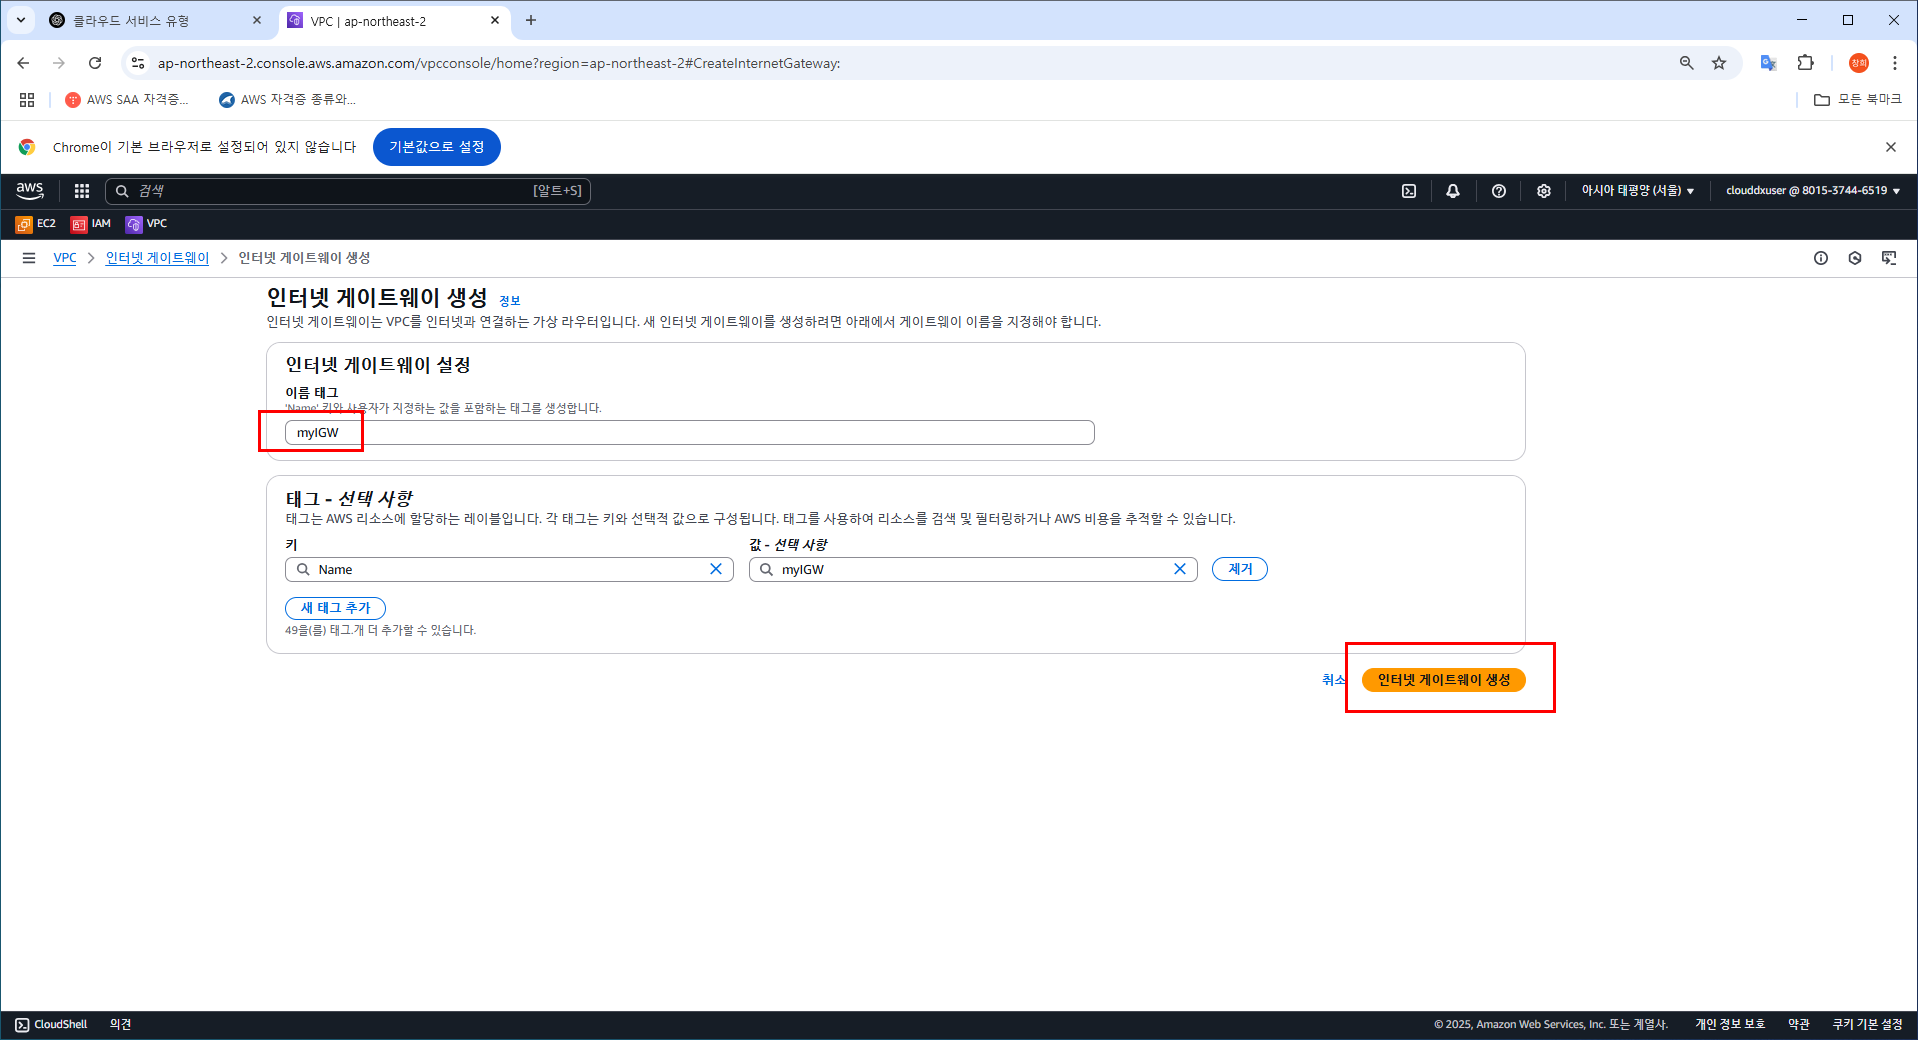 클라우드 서비스 유형
VPC | ap-northeast-2
ap-northeast-2.console.aws.amazon.com/vpcconsole/home?region=ap-northeast-2#CreateInternetGateway:
창희
AWS SAA 자격증...
AWS 자격증 종류와...
모든 북마크
Chrome이 기본 브라우저로 설정되어 있지 않습니다
기본값으로 설정
aws
검색
[알트+S]
아시아 태평양 (서울)
clouddxuser @ 8015-3744-6519
EC2
IAM
VPC
VPC
인터넷 게이트웨이
인터넷 게이트웨이 생성
인터넷 게이트웨이 생성 정보
인터넷 게이트웨이는 VPC를 인터넷과 연결하는 가상 라우터입니다. 새 인터넷 게이트웨이를 생성하려면 아래에서 게이트웨이 이름을 지정해야 합니다.
인터넷 게이트웨이 설정
이름 태그
'Name' 키와 사용자가 지정하는 값을 포함하는 태그를 생성합니다.
myIGW
태그 - 선택 사항
태그는 AWS 리소스에 할당하는 레이블입니다. 각 태그는 키와 선택적 값으로 구성됩니다. 태그를 사용하여 리소스를 검색 및 필터링하거나 AWS 비용을 추적할 수 있습니다.
키
값 - 선택 사항
Name
myIGW
제거
새 태그 추가
49을(를) 태그.개 더 추가할 수 있습니다.
취소
인터넷 게이트웨이 생성
CloudShell
의견
© 2025, Amazon Web Services, Inc. 또는 계열사.
개인 정보 보호
약관
쿠키 기본 설정